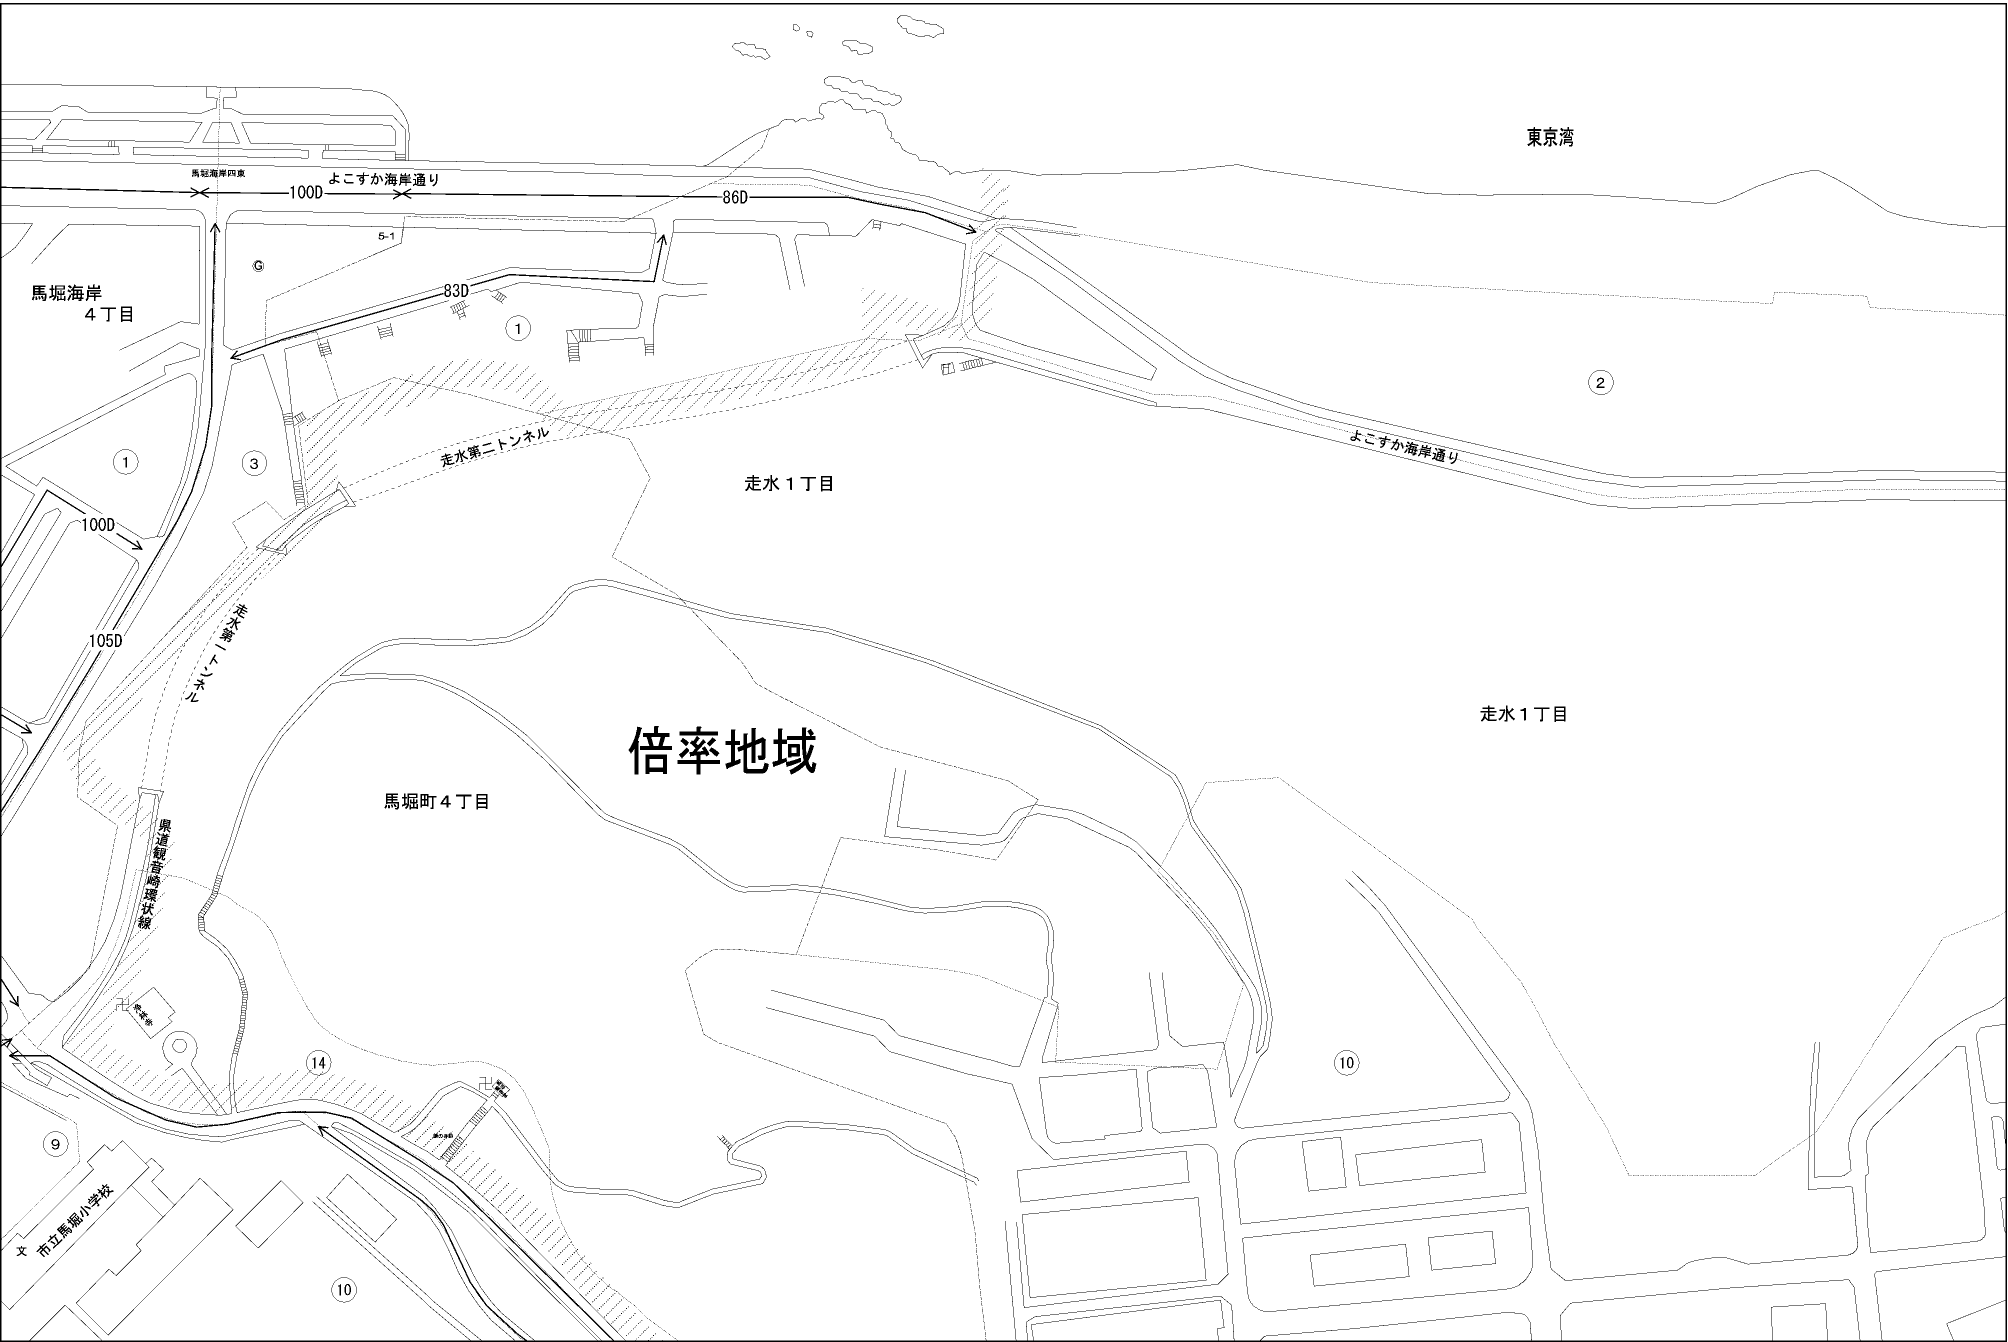 東京湾
馬堀海岸四東
よこすか海岸通り
100D
86D
5-1
G
馬堀海岸
４丁目
83D
1
2
よこすか海岸通り
走水第二トンネル
1
3
走水１丁目
100D
走水第一トンネル
105D
走水１丁目
倍率地域
馬堀町４丁目
県道観音崎環状線
14
10
9
市立馬堀小学校
文
10